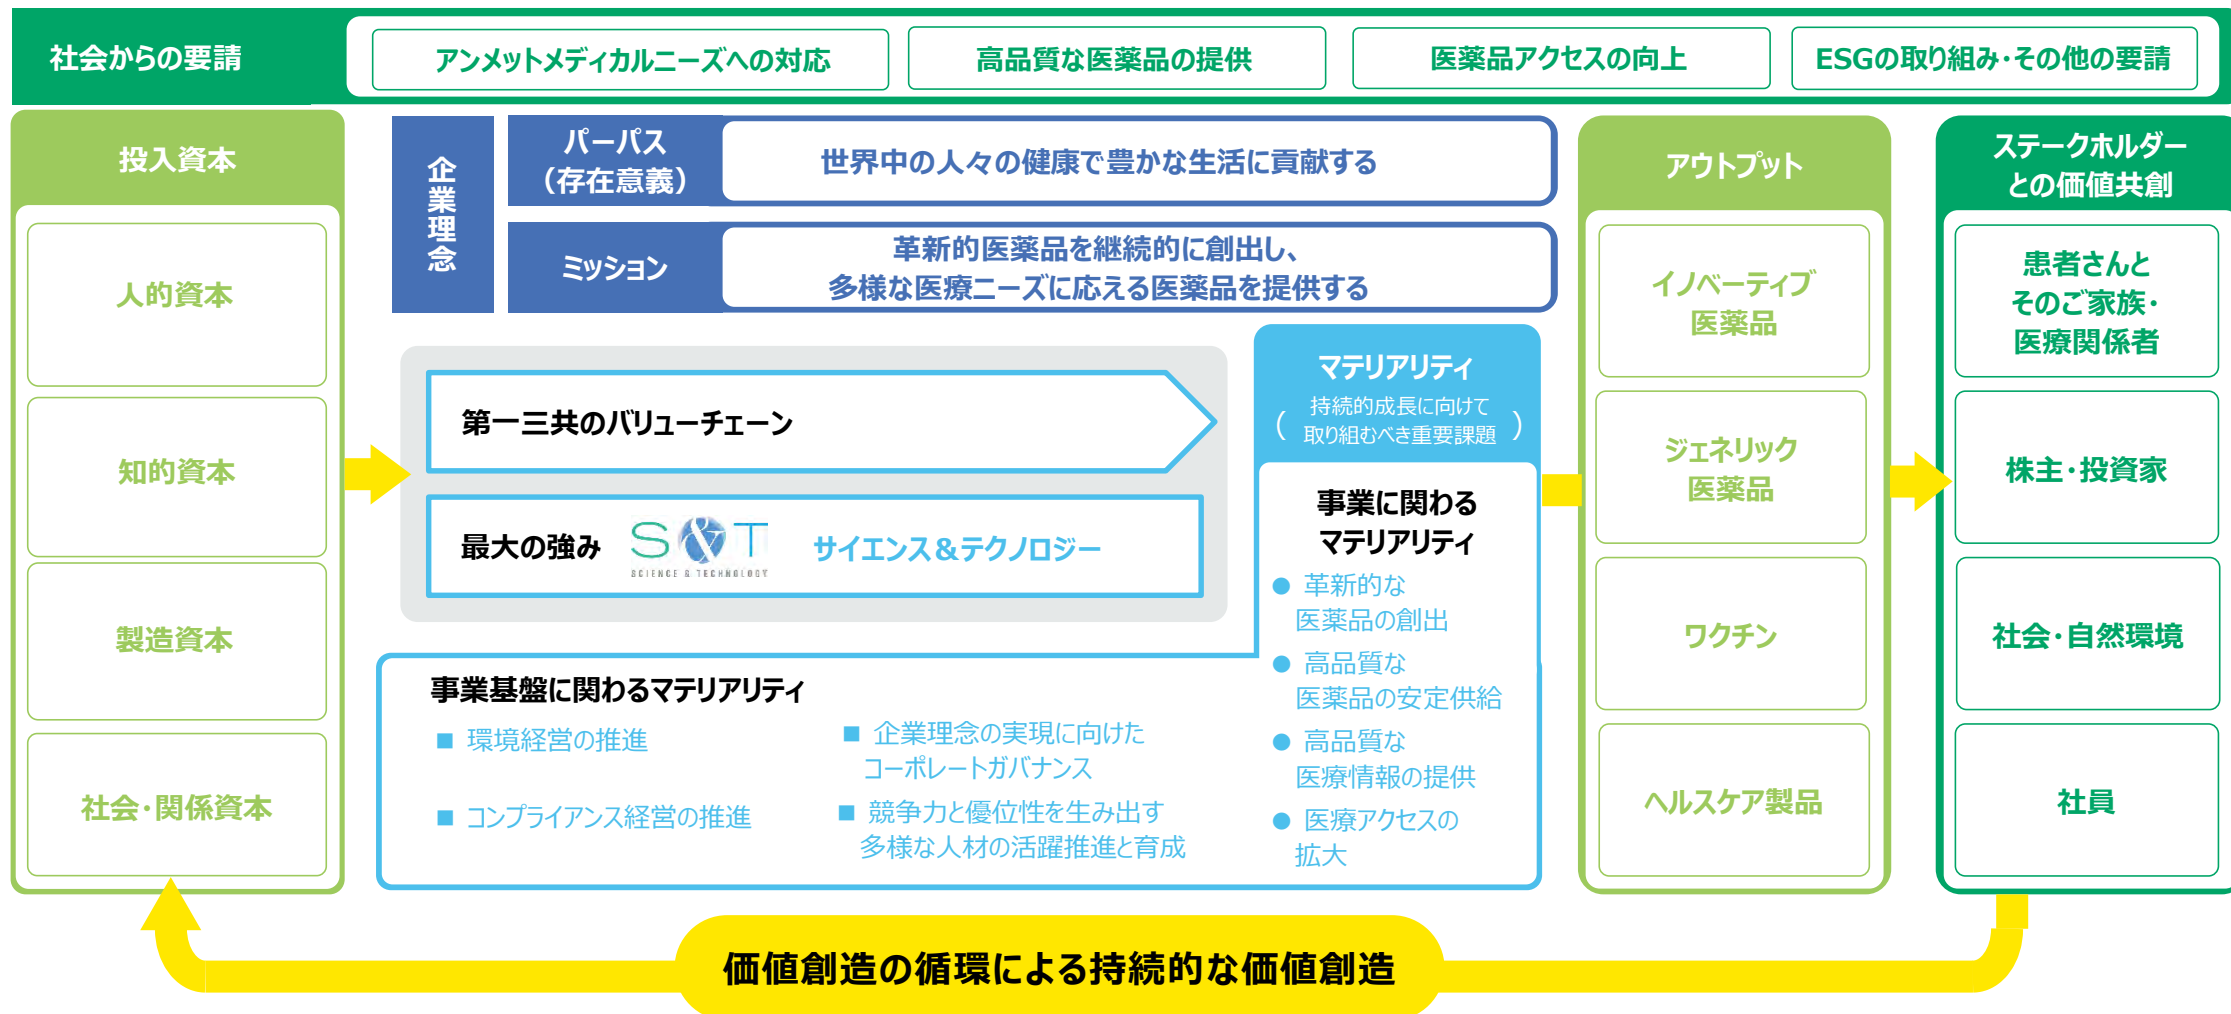 社会からの要請
アンメットメディカルニーズへの対応
高品質な医薬品の提供
医薬品アクセスの向上
ESGの取り組み・その他の要請
投入資本
人的資本
知的資本
製造資本
社会・関係資本
企業理念
パーパス
（存在意義）
世界中の人々の健康で豊かな生活に貢献する
ミッション
革新的医薬品を継続的に創出し、
多様な医療ニーズに応える医薬品を提供する
第一三共のバリューチェーン
最大の強み
S&T
SCIENCE & TECHNOLOGY
サイエンス＆テクノロジー
マテリアリティ
（持続的成長に向けて
取り組むべき重要課題）
事業に関わる
マテリアリティ
● 革新的な
医薬品の創出
● 高品質な
医薬品の安定供給
● 高品質な
医療情報の提供
● 医療アクセスの
拡大
事業基盤に関わるマテリアリティ
■ 環境経営の推進
■ コンプライアンス経営の推進
■ 企業理念の実現に向けた
コーポレートガバナンス
■ 競争力と優位性を生み出す
多様な人材の活躍推進と育成
アウトプット
イノベーティブ
医薬品
ジェネリック
医薬品
ワクチン
ヘルスケア製品
ステークホルダー
との価値共創
患者さんと
そのご家族・
医療関係者
株主・投資家
社会・自然環境
社員
価値創造の循環による持続的な価値創造